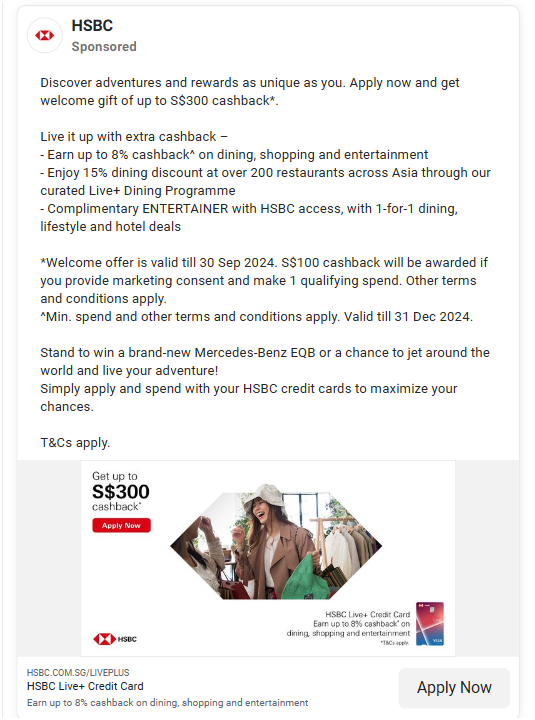 HSBC
Sponsored
Discover adventures and rewards as unique as you. Apply now and get
welcome gift of up to S$300 cashback*.
Live it up with extra cashback –
- Earn up to 8% cashback^ on dining, shopping and entertainment
- Enjoy 15% dining discount at over 200 restaurants across Asia through our
curated Live+ Dining Programme
- Complimentary ENTERTAINER with HSBC access, with 1-for-1 dining,
lifestyle and hotel deals
*Welcome offer is valid till 30 Sep 2024. S$100 cashback will be awarded if
you provide marketing consent and make 1 qualifying spend. Other terms
and conditions apply.
^Min. spend and other terms and conditions apply. Valid till 31 Dec 2024.
Stand to win a brand-new Mercedes-Benz EQB or a chance to jet around the
world and live your adventure!
Simply apply and spend with your HSBC credit cards to maximize your
chances.
T&Cs apply.
Get up to
S$300
cashback*
Apply Now
HSBC Live+ Credit Card
Earn up to 8% cashback* on
dining, shopping and entertainment
*T&Cs apply.
VISA
HSBC
HSBC.COM.SG/LIVEPLUS
HSBC Live+ Credit Card
Earn up to 8% cashback on dining, shopping and entertainment
Apply Now